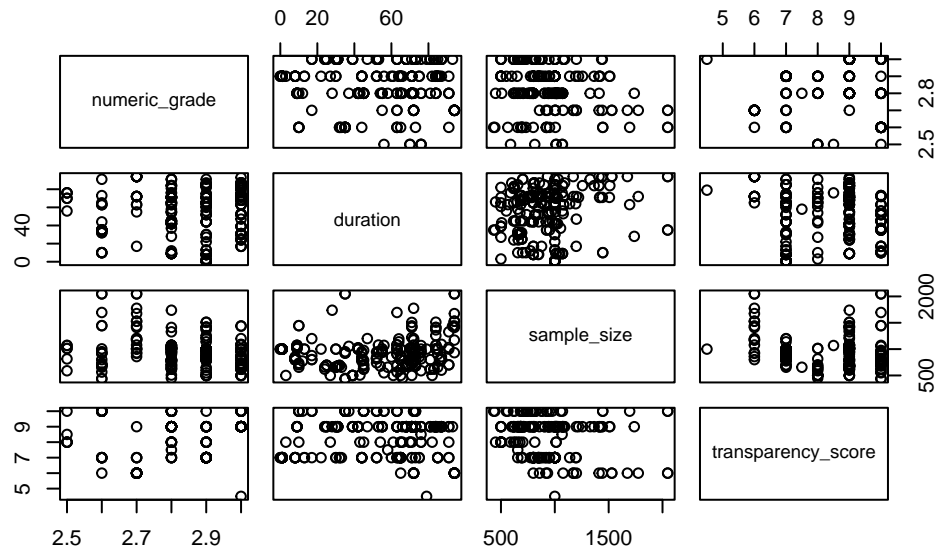 0 20 60
5 6 7 8 9
numeric_grade
2.5 2.8
0 40
duration
sample_size
500 2000
5 7 9
transparency_score
2.5 2.7 2.9
500 1500